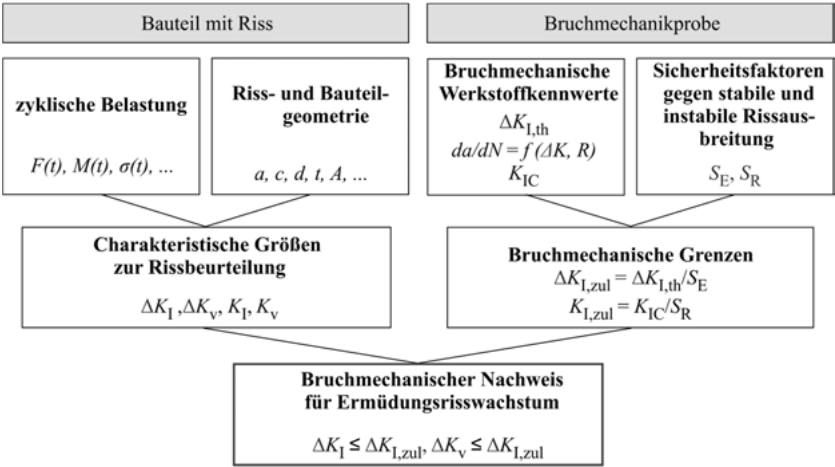 Bauteil mit Riss
Bruchmechanikprobe
zyklische Belastung
F(t), M(t), σ(t), ...
Riss- und Bauteil-
geometrie
a, c, d, t, A, ...
Bruchmechanische
Werkstoffkennwerte
ΔK_I,th
da/dN = f (ΔK, R)
K_IC
Sicherheitsfaktoren
gegen stabile und
instabile Rissaus-
breitung
S_E, S_R
Charakteristische Größen
zur Rissbeurteilung
ΔK_I ,ΔK_v, K_I, K_v
Bruchmechanische Grenzen
ΔK_I,zul = ΔK_I,th/S_E
K_I,zul = K_IC/S_R
Bruchmechanischer Nachweis
für Ermüdungsrisswachstum
ΔK_I ≤ ΔK_I,zul, ΔK_v ≤ ΔK_I,zul